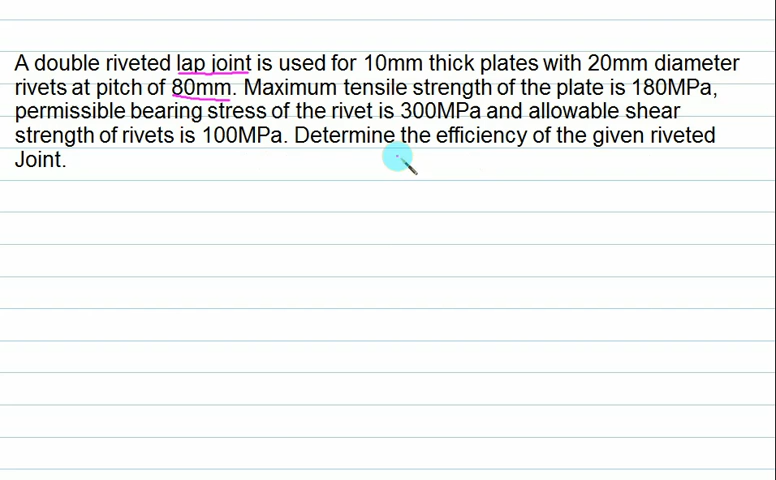 A double riveted lap joint is used for 10mm thick plates with 20mm diameter
rivets at pitch of 80mm. Maximum tensile strength of the plate is 180MPa,
permissible bearing stress of the rivet is 300MPa and allowable shear
strength of rivets is 100MPa. Determine the efficiency of the given riveted
Joint.